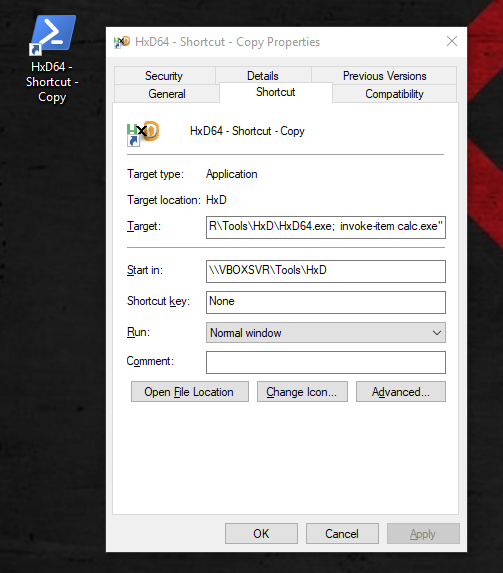 HxD64 -
Shortcut -
Copy
HxD64 - Shortcut - Copy Properties
Security Details Previous Versions
General Shortcut Compatibility
HxD
HxD64 - Shortcut - Copy
Target type: Application
Target location: HxD
Target: R\Tools\HxD\HxD64.exe; invoke-item calc.exe"
Start in: \\VBOXSVR\Tools\HxD
Shortcut key: None
Run: Normal window
Comment:
Open File Location Change Icon... Advanced...
OK Cancel Apply